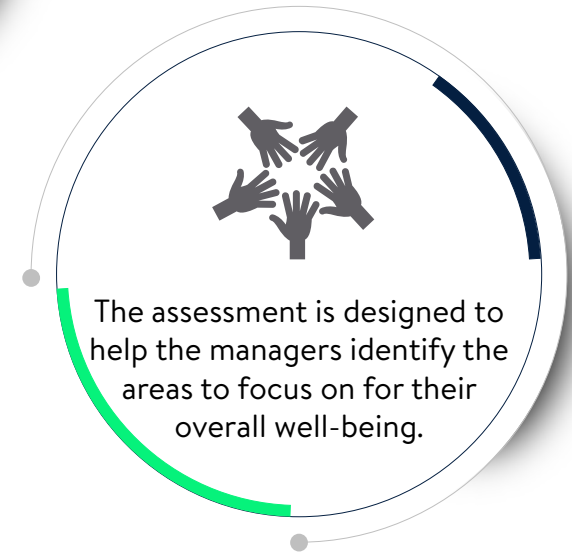 The assessment is designed to
help the managers identify the
areas to focus on for their
overall well-being.